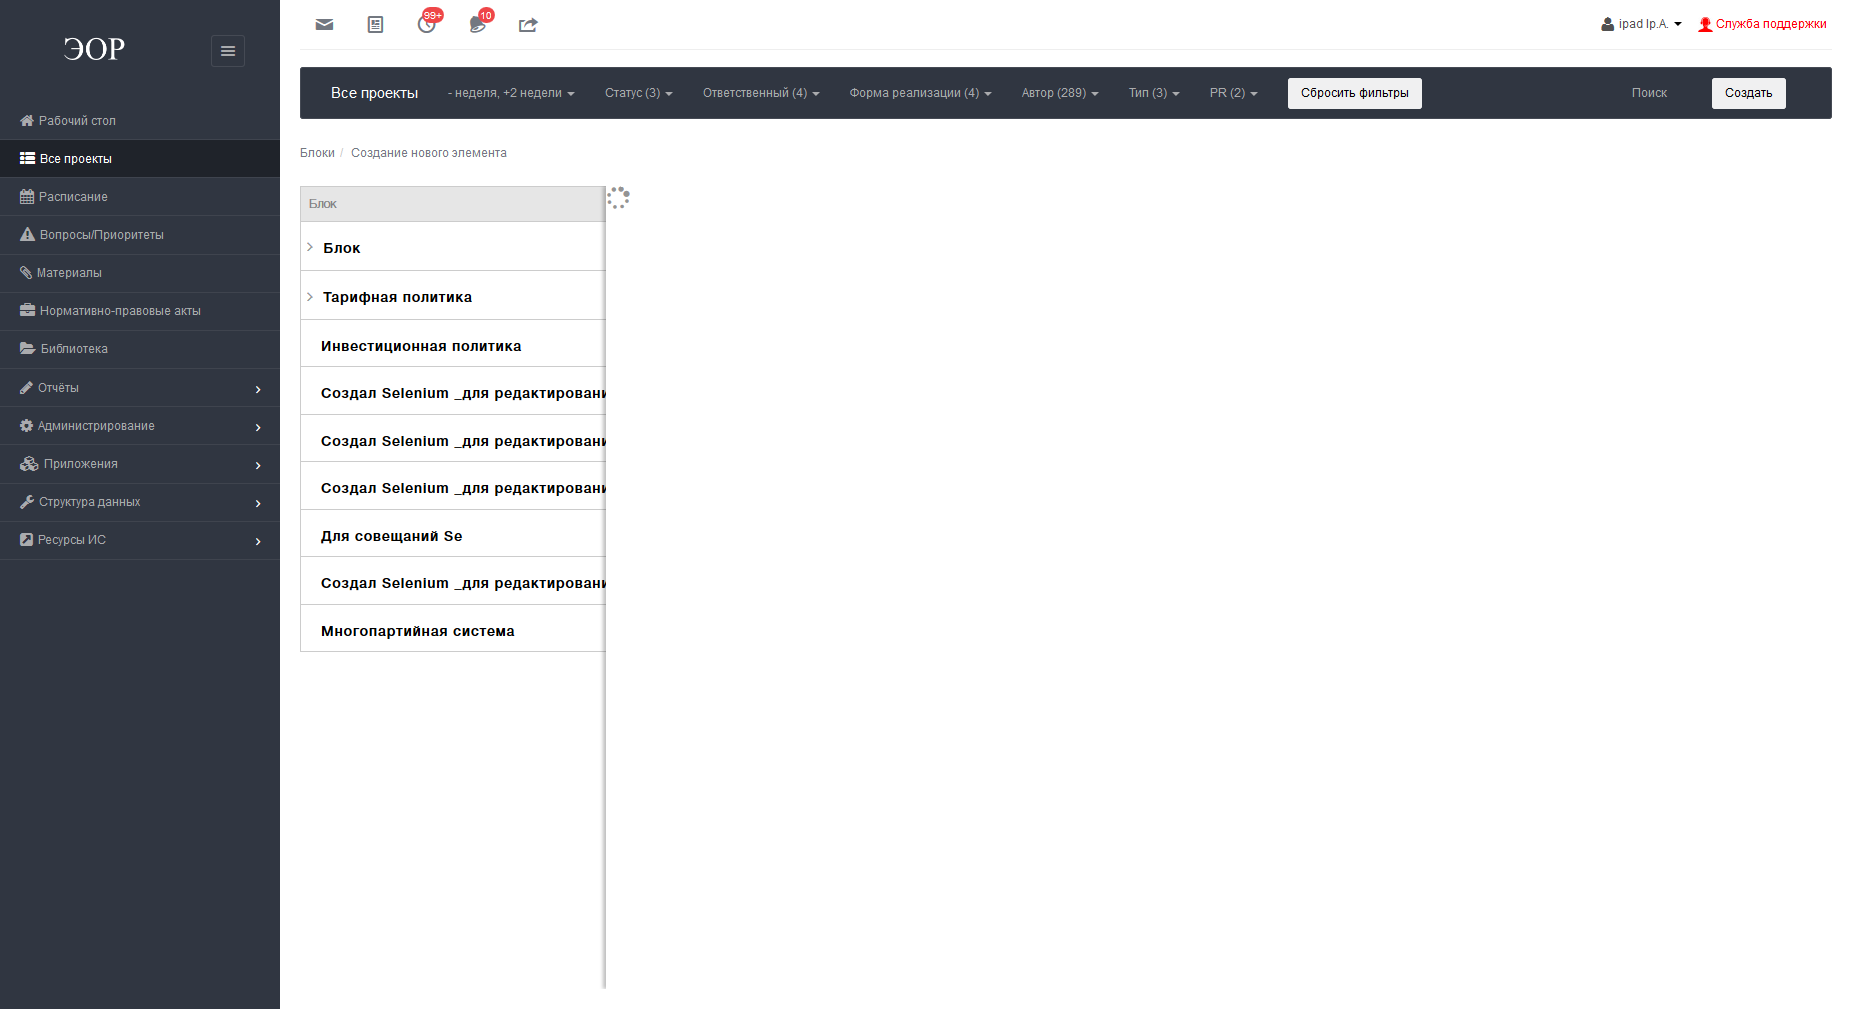 ЭОР
99+
10
ipad Ip.A.
Служба поддержки
Все проекты
- неделя, +2 недели
Статус (3)
Ответственный (4)
Форма реализации (4)
Автор (289)
Тип (3)
PR (2)
Сбросить фильтры
Поиск
Создать
Рабочий стол
Все проекты
Расписание
Вопросы/Приоритеты
Материалы
Нормативно-правовые акты
Библиотека
Отчёты
Администрирование
Приложения
Структура данных
Ресурсы ИС
Блоки / Создание нового элемента
Блок
Блок
Тарифная политика
Инвестиционная политика
Создал Selenium _для редактировани
Создал Selenium _для редактировани
Создал Selenium _для редактировани
Для совещаний Se
Создал Selenium _для редактировани
Многопартийная система